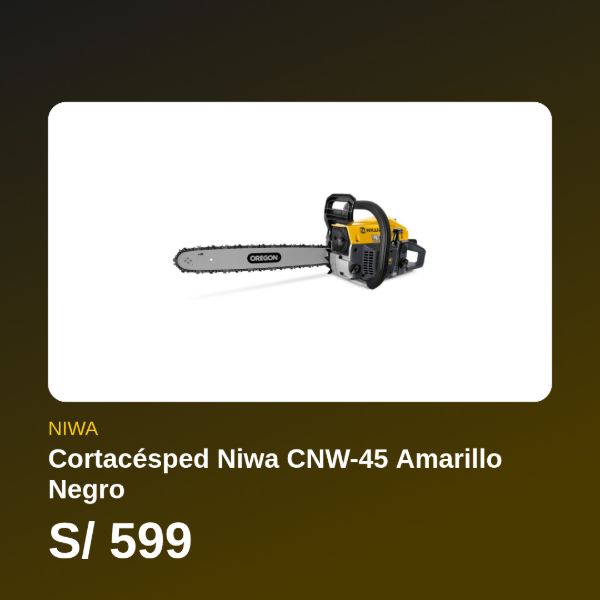 NIWA
OREGON
NIWA
Cortacésped Niwa CNW-45 Amarillo
Negro
S/ 599